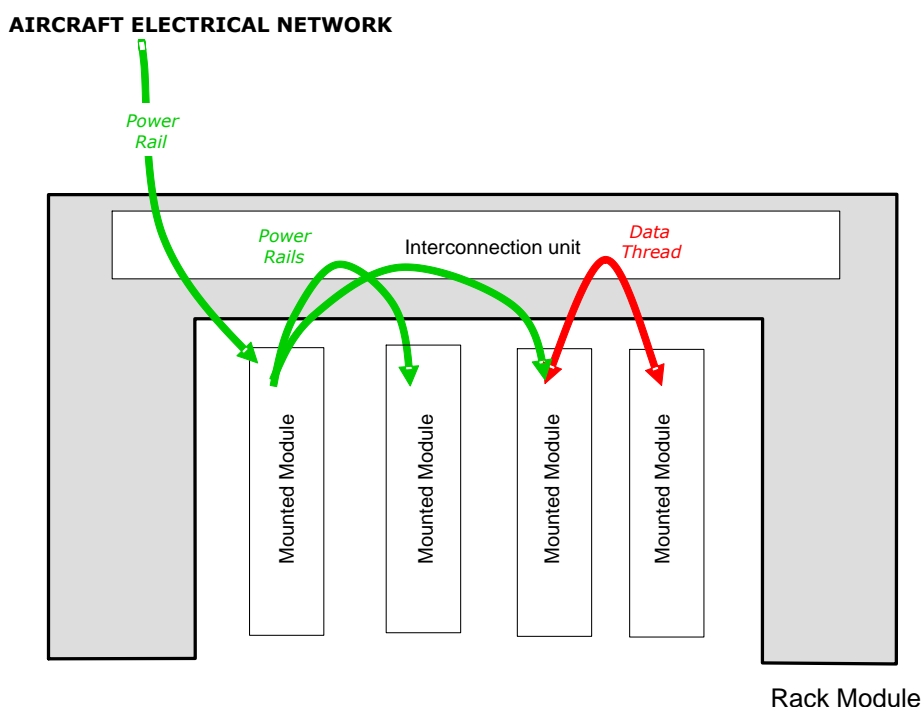 AIRCRAFT ELECTRICAL NETWORK
Power
Rail
Power
Rails
Interconnection unit
Data
Thread
Mounted Module
Mounted Module
Mounted Module
Mounted Module
Rack Module